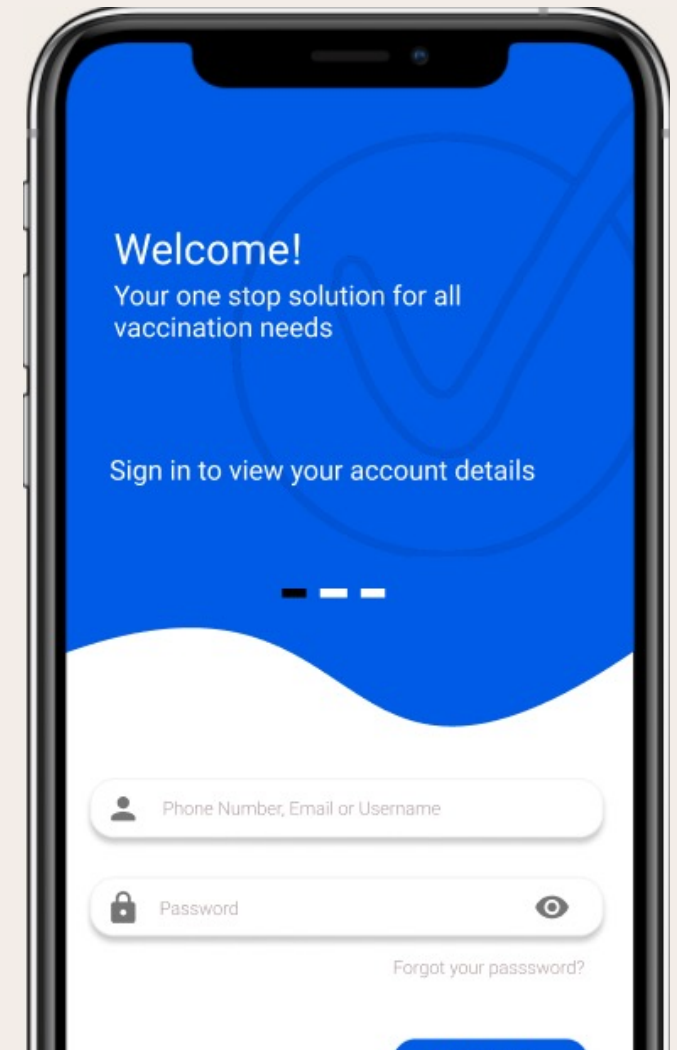 Welcome!
Your one stop solution for all
vaccination needs
Sign in to view your account details
Phone Number, Email or Username
Password
Forgot your passsword?